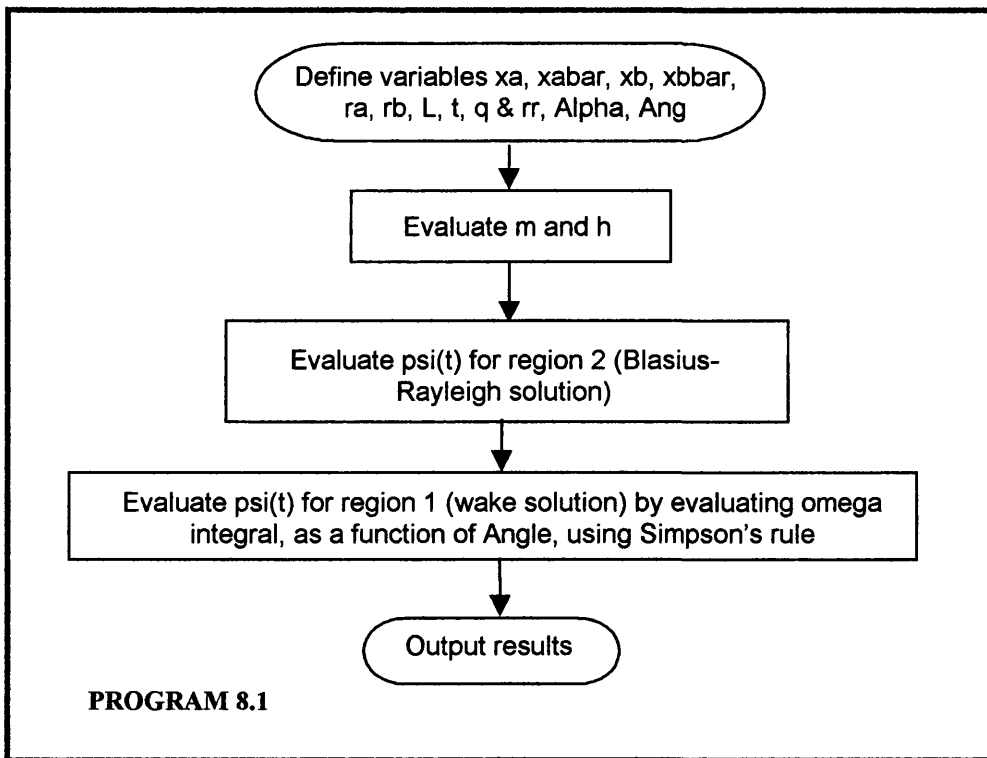 Define variables xa, xabar, xb, xbbar,
ra, rb, L, t, q & rr, Alpha, Ang
Evaluate m and h
Evaluate psi(t) for region 2 (Blasius-
Rayleigh solution)
Evaluate psi(t) for region 1 (wake solution) by evaluating omega
integral, as a function of Angle, using Simpson's rule
Output results
PROGRAM 8.1